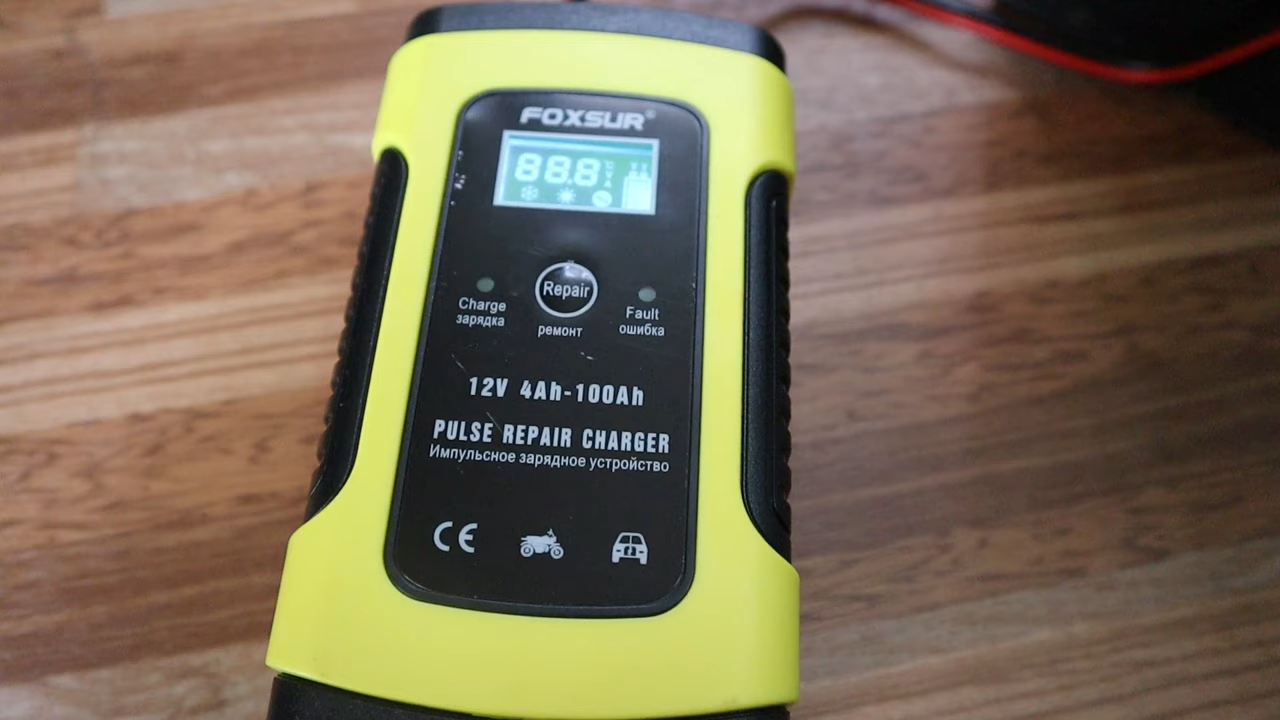 FOXSUR®
88.8
Repair
Charge
зарядка
ремонт
Fault
ошибка
12V 4Ah-100Ah
PULSE REPAIR CHARGER
Импульсное зарядное устройство
CE